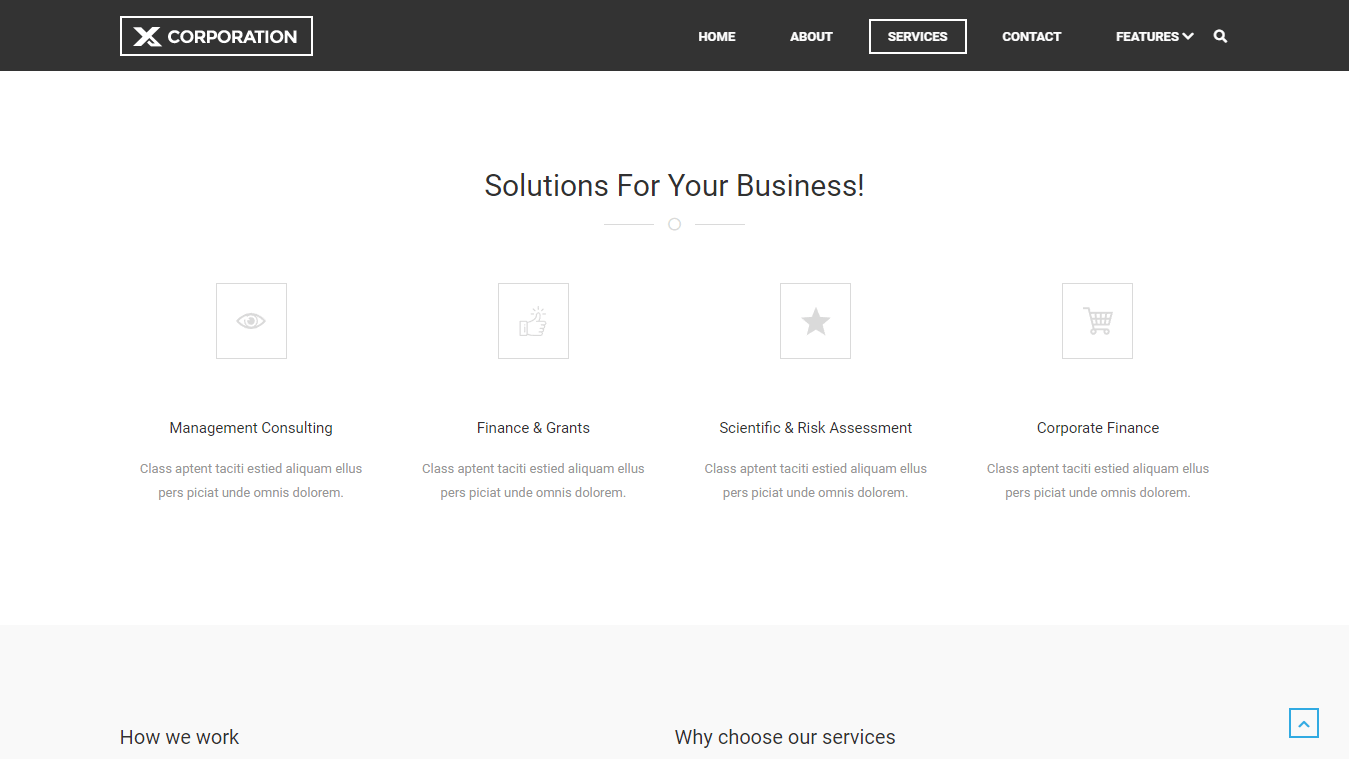 X CORPORATION
HOME ABOUT SERVICES CONTACT FEATURES
Solutions For Your Business!
Management Consulting
Class aptent taciti estied aliquam ellus
pers piciat unde omnis dolorem.
Finance & Grants
Class aptent taciti estied aliquam ellus
pers piciat unde omnis dolorem.
Scientific & Risk Assessment
Class aptent taciti estied aliquam ellus
pers piciat unde omnis dolorem.
Corporate Finance
Class aptent taciti estied aliquam ellus
pers piciat unde omnis dolorem.
How we work
Why choose our services